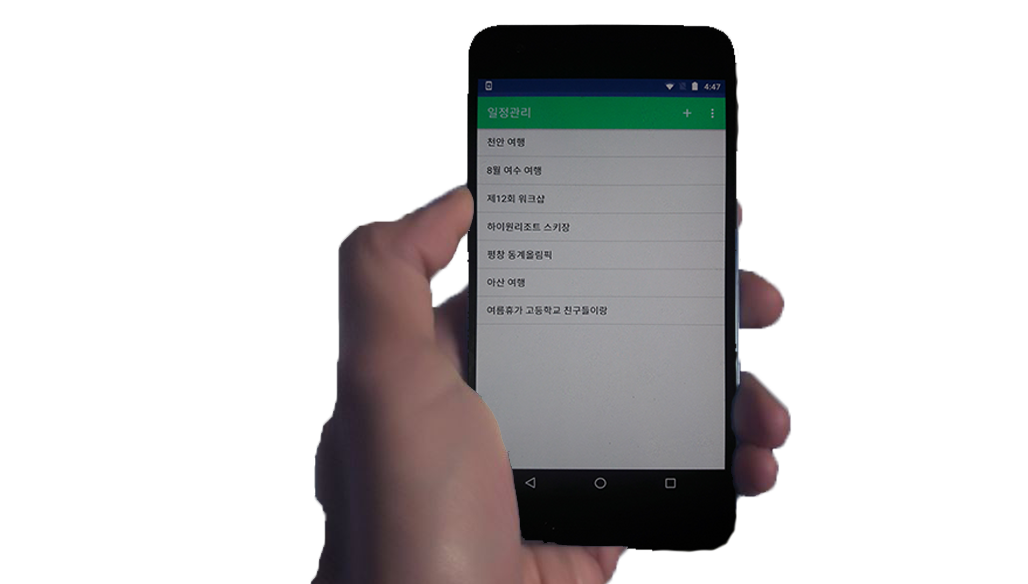 4:47
일정관리
천안 여행
8월 여수 여행
제12회 워크샵
하이원리조트 스키장
평창 동계올림픽
아산 여행
여름휴가 고등학교 친구들이랑